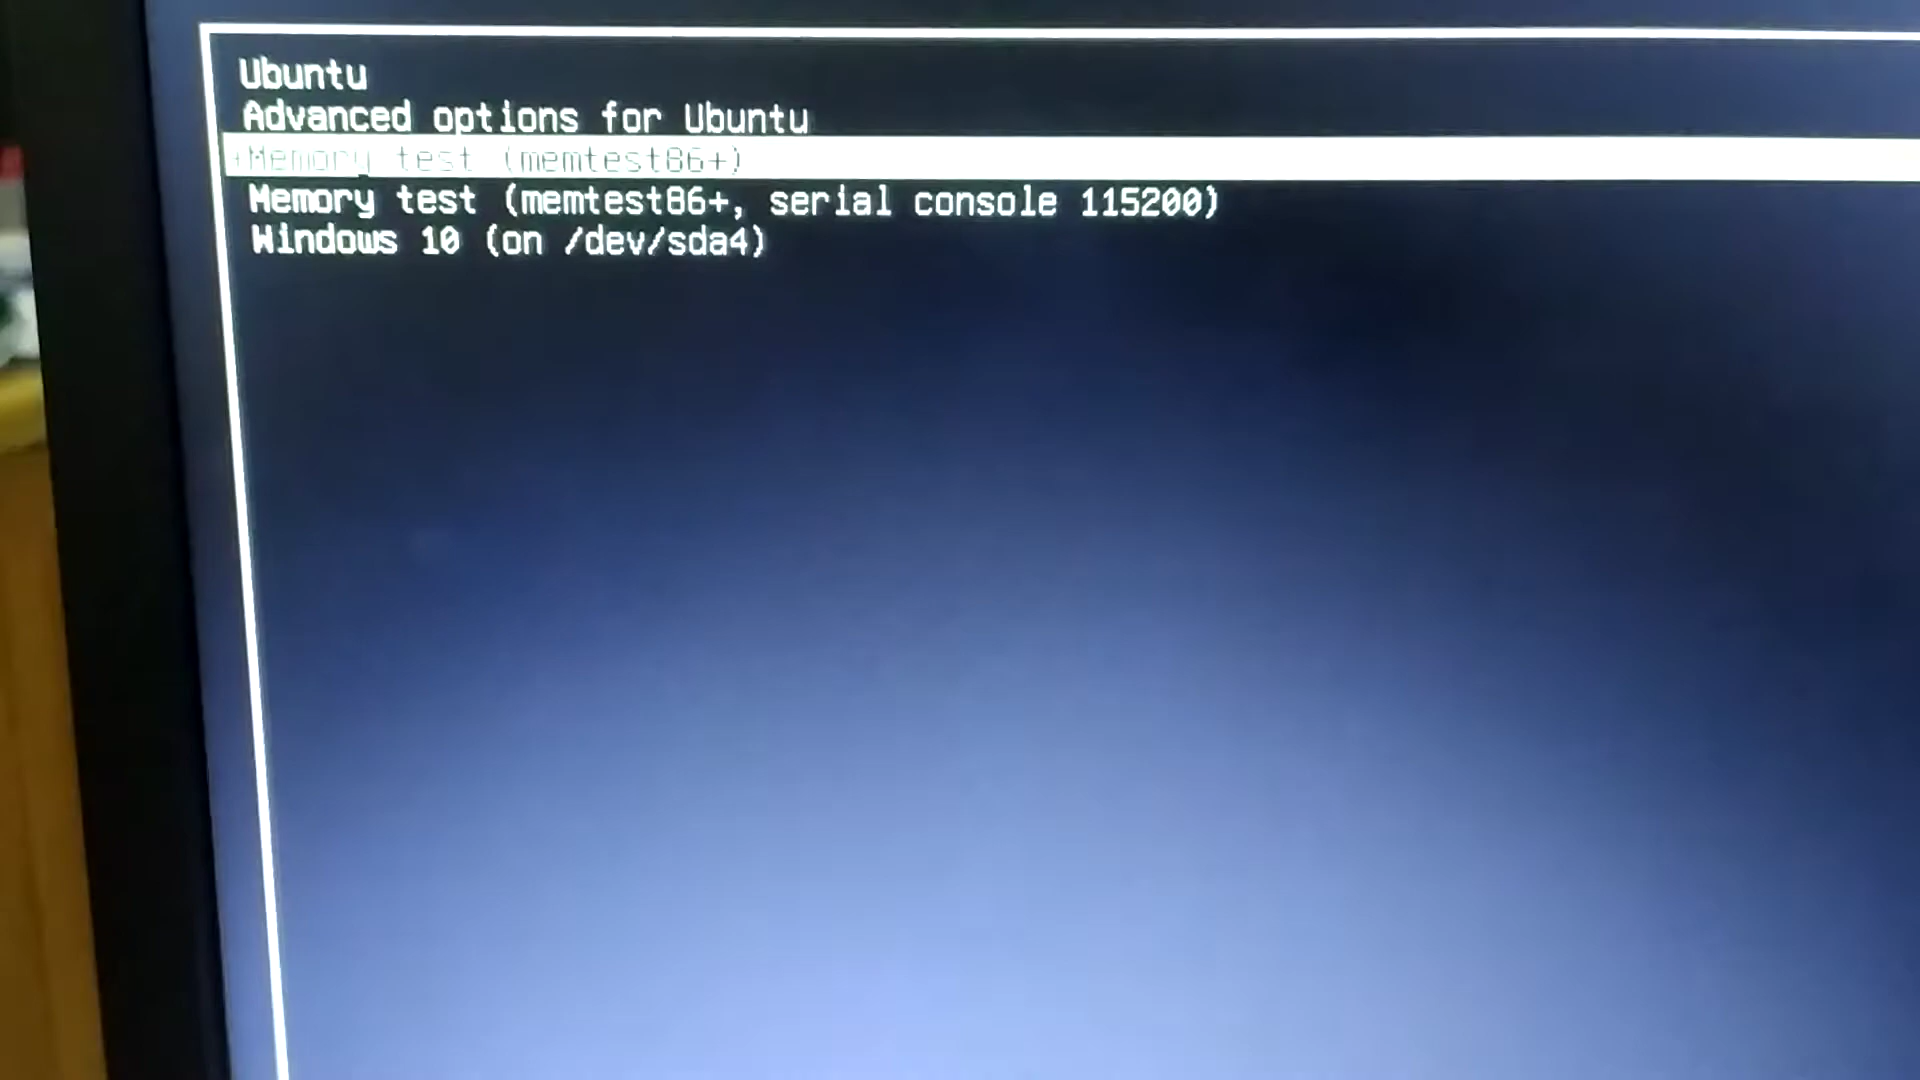 Ubuntu
Advanced options for Ubuntu
*Memory test (memtest86+)
Memory test (memtest86+, serial console 115200)
Windows 10 (on /dev/sda4)